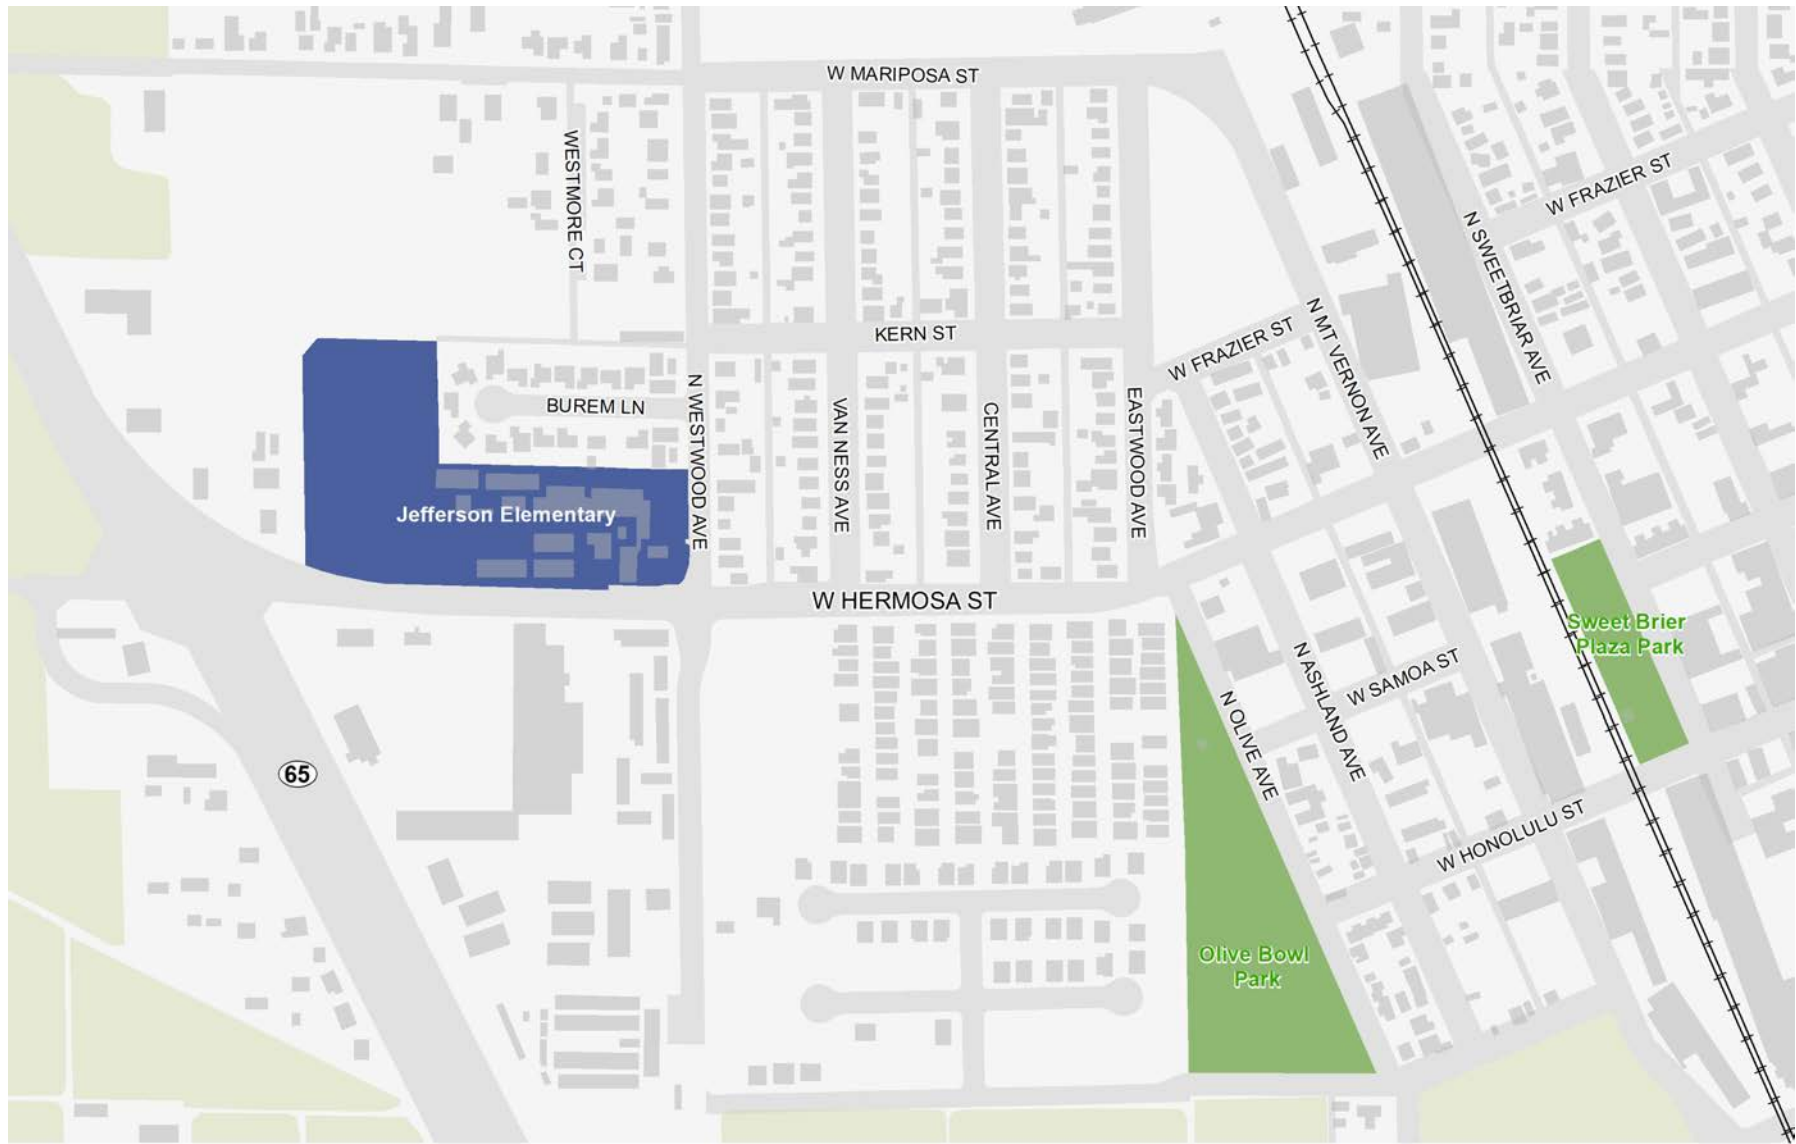 W MARIPOSA ST
WESTMORE CT
W FRAZIER ST
N SWEETBRIAR AVE
KERN ST
N MT VERNON AVE
W FRAZIER ST
BUREM LN
N WESTWOOD AVE
VAN NESS AVE
CENTRAL AVE
EASTWOOD AVE
Jefferson Elementary
W HERMOSA ST
Sweet Brier
Plaza Park
N ASHLAND AVE
W SAMOA ST
N OLIVE AVE
65
W HONOLULU ST
Olive Bowl
Park